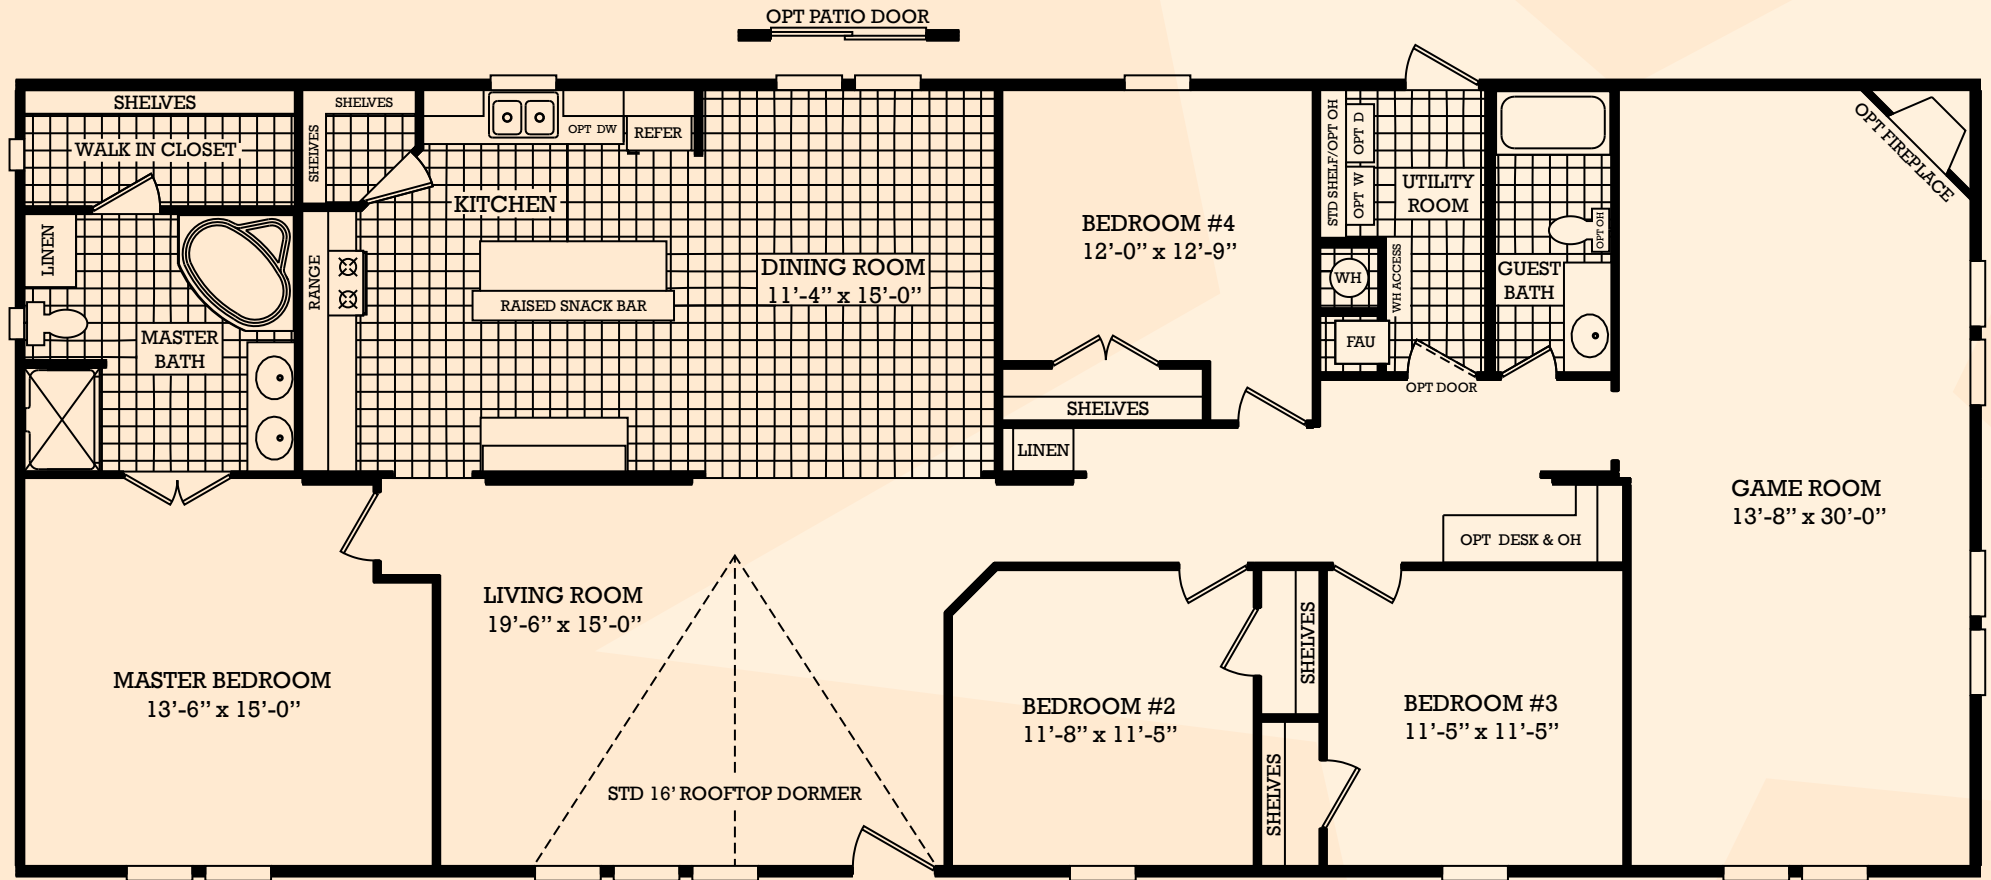 OPT PATIO DOOR
SHELVES
WALK IN CLOSET
SHELVES
SHELVES
OPT DW
REFER
KITCHEN
LINEN
MASTER
BATH
RANGE
RAISED SNACK BAR
DINING ROOM
11'-4" x 15'-0"
BEDROOM #4
12'-0" x 12'-9"
SHELVES
LINEN
STD SHELF/OPT OH
OPT D
OPT W
UTILITY
ROOM
WH
WH ACCESS
FAU
OPT DOOR
OPT OH
GUEST
BATH
OPT FIREPLACE
GAME ROOM
13'-8" x 30'-0"
OPT DESK & OH
LIVING ROOM
19'-6" x 15'-0"
STD 16' ROOFTOP DORMER
MASTER BEDROOM
13'-6" x 15'-0"
BEDROOM #2
11'-8" x 11'-5"
SHELVES
SHELVES
BEDROOM #3
11'-5" x 11'-5"